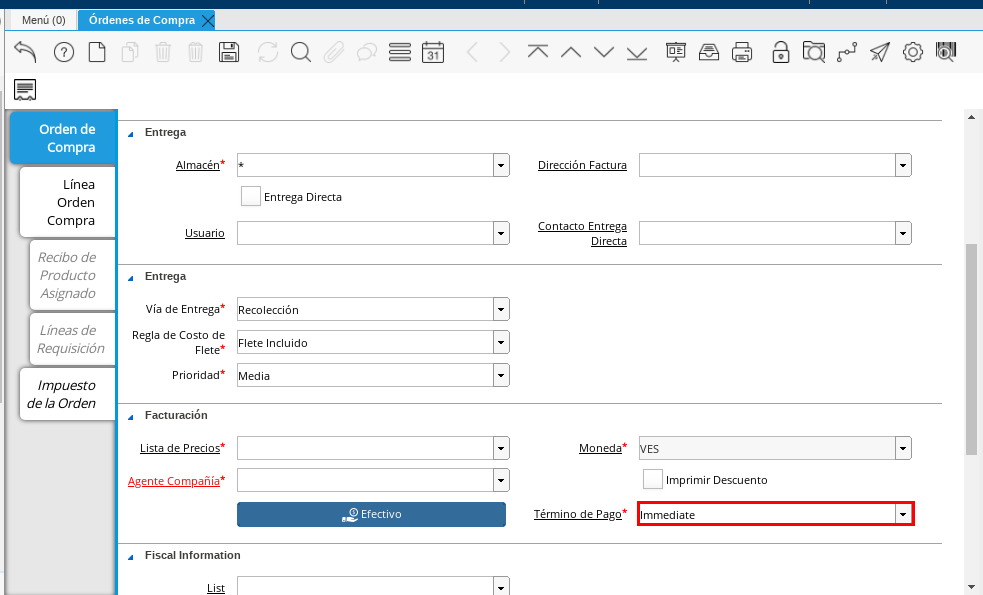 Menú (0)
Órdenes de Compra
31
Orden de
Compra
Línea
Orden
Compra
Recibo de
Producto
Asignado
Líneas de
Requisición
Impuesto
de la Orden
Entrega
Almacén* *
Dirección Factura
Entrega Directa
Usuario
Contacto Entrega
Directa
Entrega
Vía de Entrega* Recolección
Regla de Costo de
Flete* Flete Incluido
Prioridad* Media
Facturación
Lista de Precios*
Moneda* VES
Agente Compañía*
Imprimir Descuento
Efectivo
Término de Pago* Immediate
Fiscal Information
List